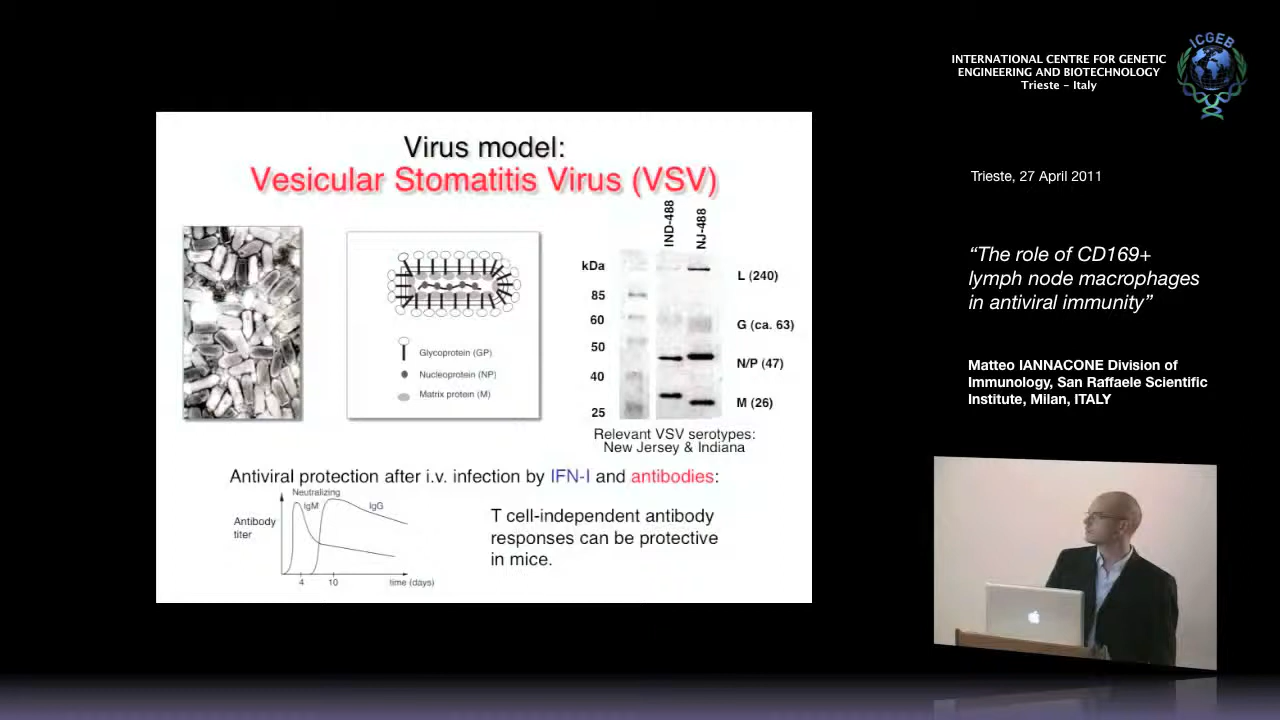 ICGEB
INTERNATIONAL CENTRE FOR GENETIC
ENGINEERING AND BIOTECHNOLOGY
Trieste - Italy
Virus model:
Vesicular Stomatitis Virus (VSV)
IND-488
NJ-488
kDa
85
60
50
40
25
L (240)
G (ca. 63)
N/P (47)
M (26)
Glycoprotein (GP)
Nucleoprotein (NP)
Matrix protein (M)
Relevant VSV serotypes:
New Jersey & Indiana
Antiviral protection after i.v. infection by IFN-I and antibodies:
Neutralizing
IgM
IgG
Antibody
titer
4
10
time (days)
T cell-independent antibody
responses can be protective
in mice.
Trieste, 27 April 2011
“The role of CD169+
lymph node macrophages
in antiviral immunity”
Matteo IANNACONE Division of
Immunology, San Raffaele Scientific
Institute, Milan, ITALY